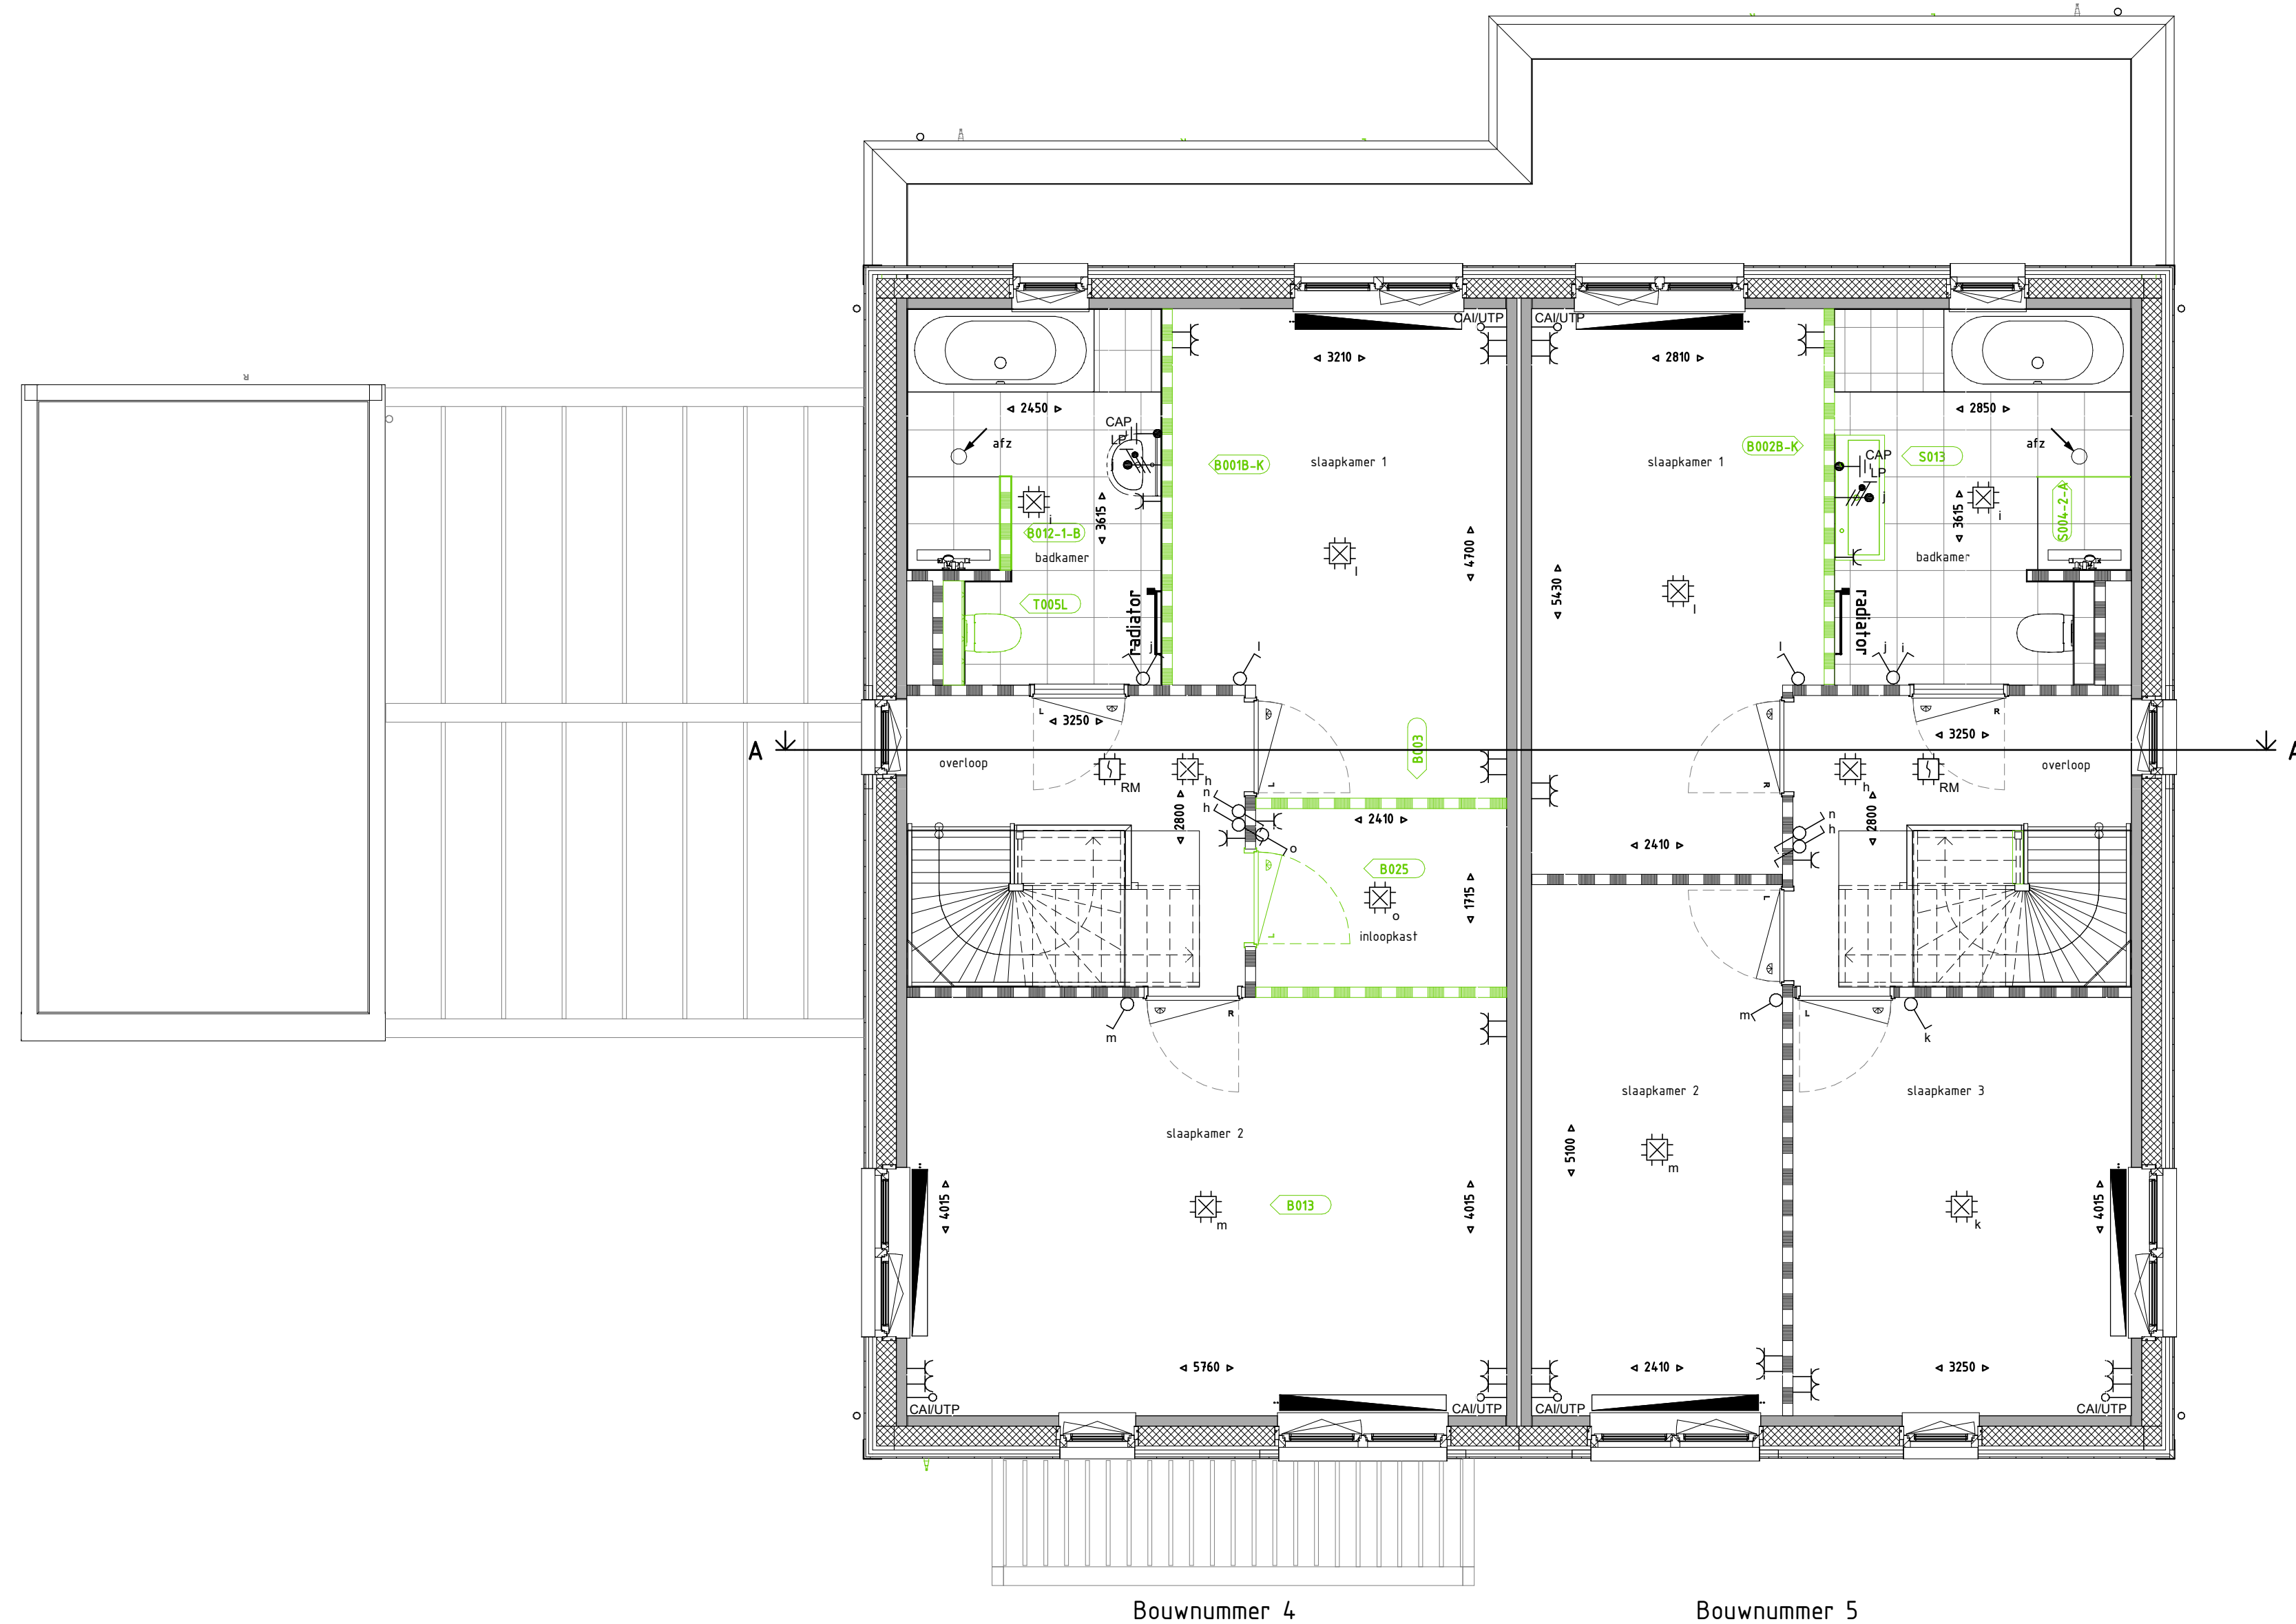 CAI/UTP
CAI/UTP
3210
2810
2450
2850
CAP
LP
afz
B001B-K
slaapkamer 1
slaapkamer 1
B002B-K
CAP
LP
j
S013
afz
i
B012-1-B
3615
badkamer
4700
l
5430
l
3615
i
badkamer
S004-2-A
T005L
radiator
radiator
j
l
l
j
i
L
3250
B003
R
3250
A
A
overloop
RM
h
L
R
h
RM
overloop
n
h
2800
o
2410
2410
n
h
2800
B025
o
inloopkast
1715
L
L
m
R
m
L
k
slaapkamer 2
slaapkamer 2
slaapkamer 3
4015
m
B013
4015
5100
m
k
4015
5760
2410
3250
CAI/UTP
CAI/UTP
CAI/UTP
CAI/UTP
Bouwnummer 4
Bouwnummer 5